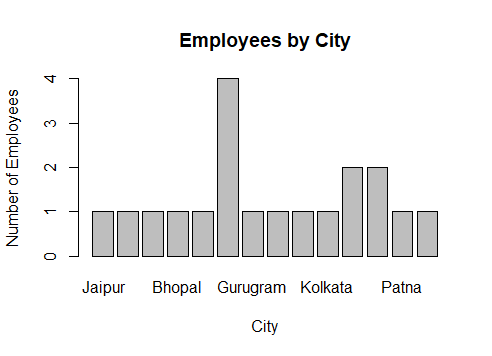 Employees by City
Number of Employees
4
3
2
1
0
Jaipur Bhopal Gurugram Kolkata Patna
City